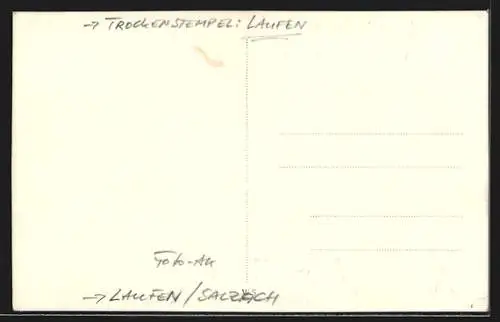 → TROCKENSTEMPEL: LAUFEN
Foto-AK
→ LAUFEN/SALZACH